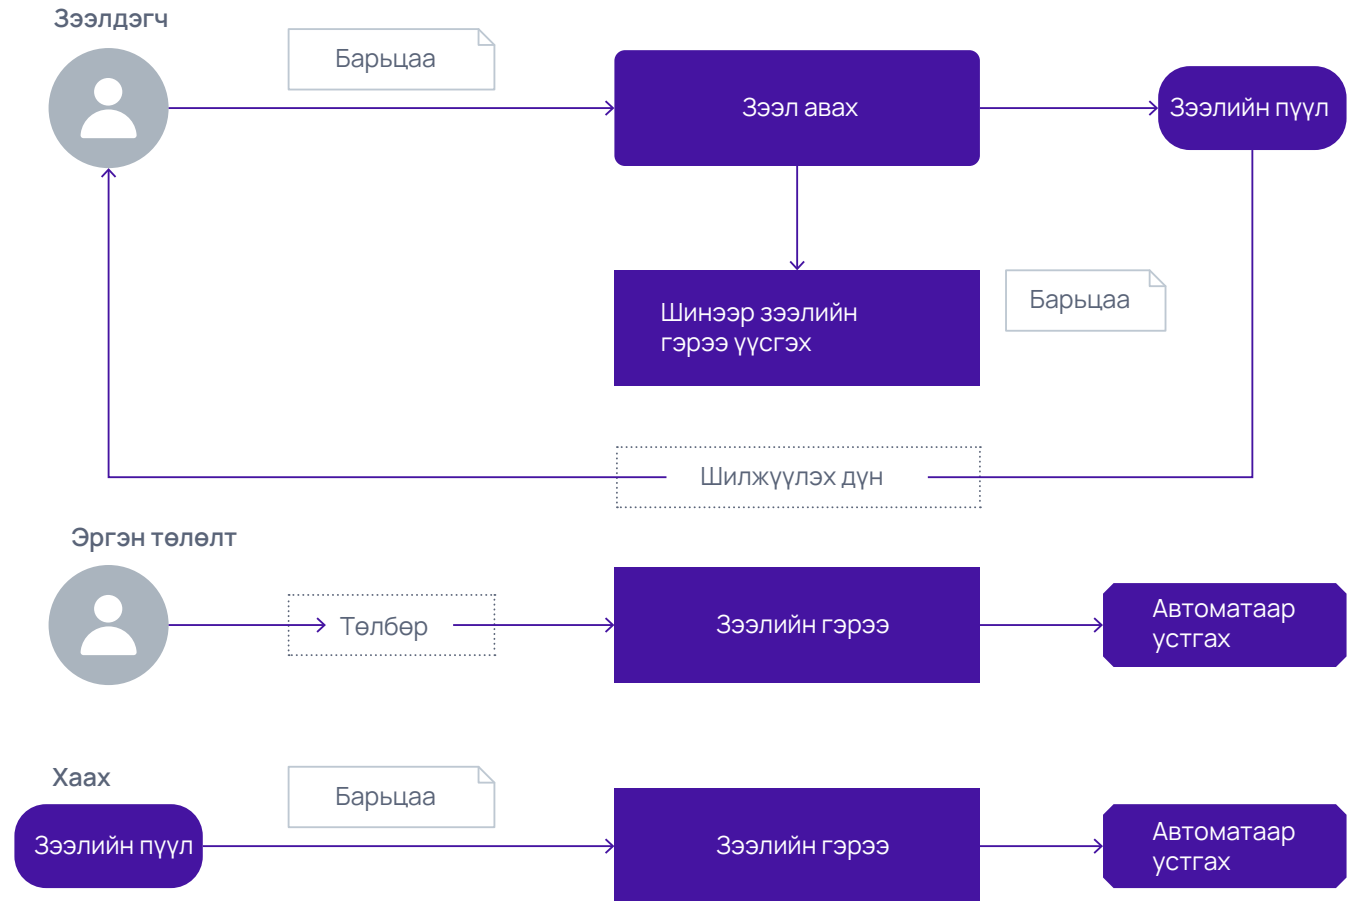 Зээлдэгч
Барьцаа
Зээл авах
Зээлийн пүүл
Шинээр зээлийн
гэрээ үүсгэх
Барьцаа
Шилжүүлэх дүн
Эргэн төлөлт
Төлбөр
Зээлийн гэрээ
Автоматаар
устгах
Хаах
Зээлийн пүүл
Барьцаа
Зээлийн гэрээ
Автоматаар
устгах